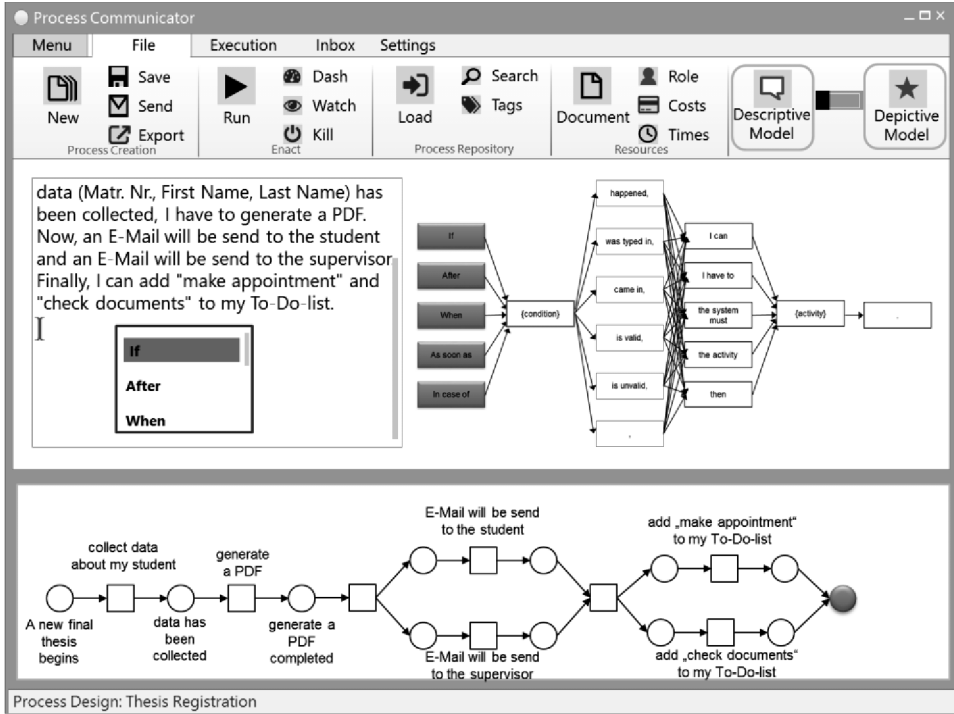 Process Communicator
Menu File Execution Inbox Settings
New
Save
Send
Export
Process Creation
Run
Dash
Watch
Kill
Enact
Load
Search
Tags
Process Repository
Document
Role
Costs
Times
Resources
Descriptive
Model
Depictive
Model
data (Matr. Nr., First Name, Last Name) has
been collected, I have to generate a PDF.
Now, an E-Mail will be send to the student
and an E-Mail will be send to the supervisor
Finally, I can add "make appointment" and
"check documents" to my To-Do-list.
If
After
When
If
After
When
As soon as
In case of
{condition}
happened,
was typed in,
came in,
is valid,
is unvalid,
,
I can
I have to
the system
must
the activity
then
{activity}
.
A new final
thesis
begins
collect data
about my student
data has
been
collected
generate
a PDF
generate a
PDF
completed
E-Mail will be send
to the student
E-Mail will be send
to the supervisor
add „make appointment"
to my To-Do-list
add „check documents"
to my To-Do-list
Process Design: Thesis Registration